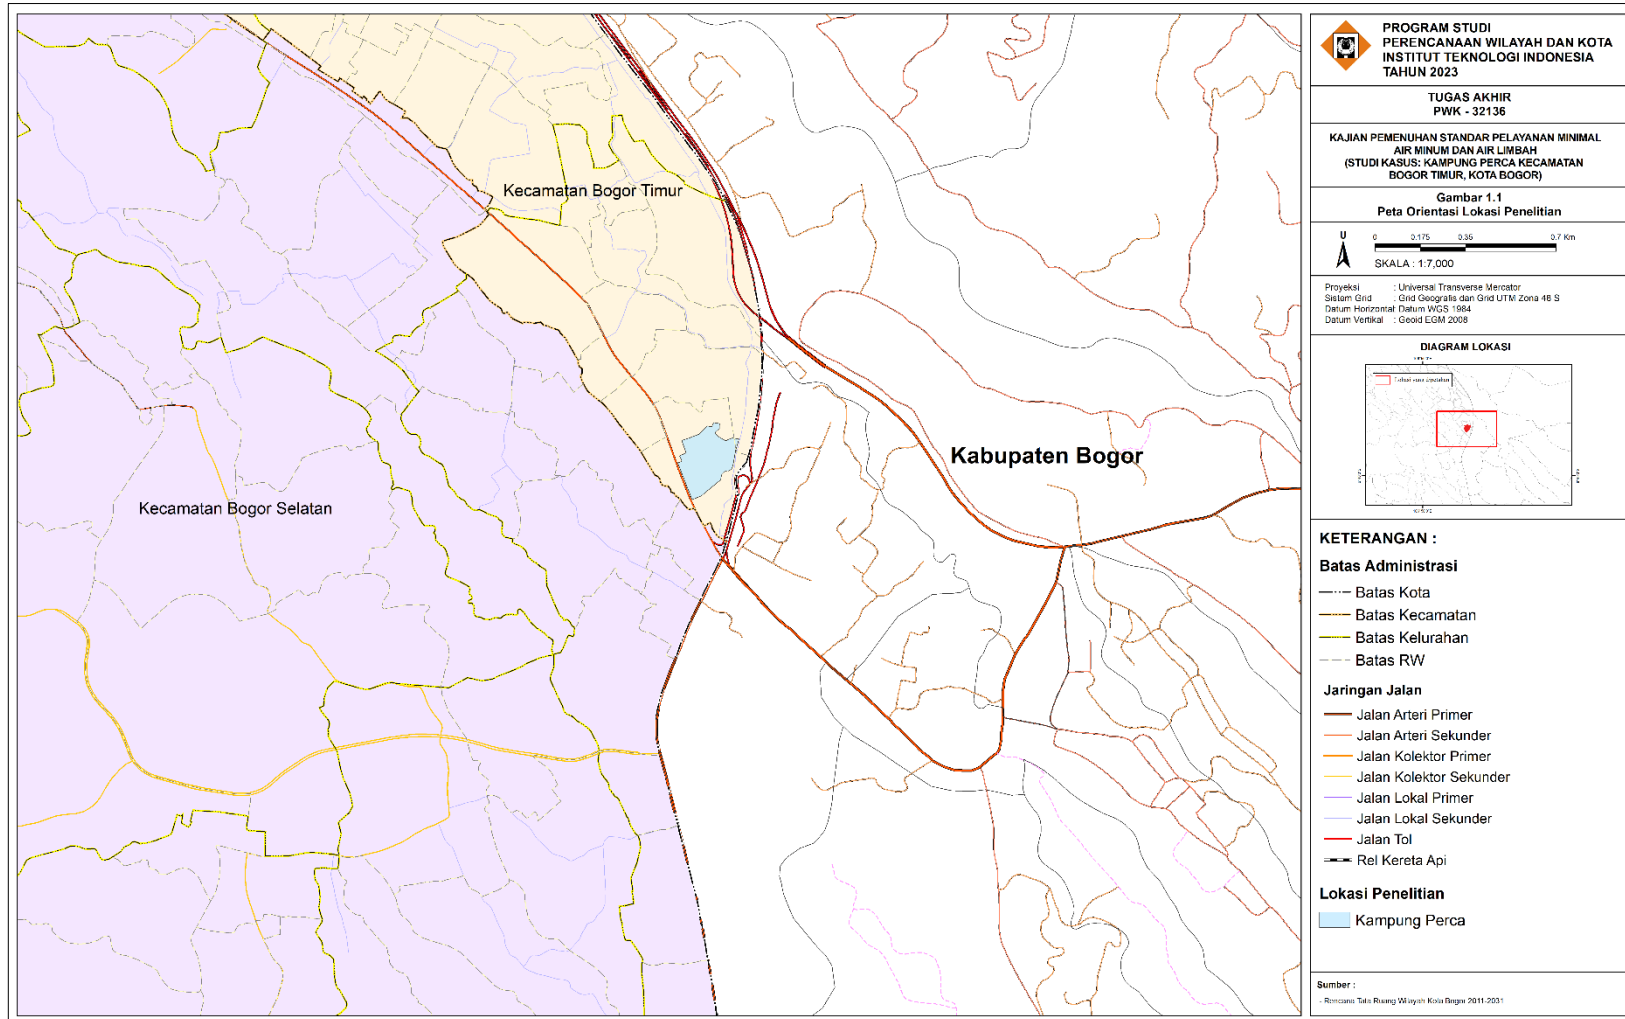 Kecamatan Bogor Timur
Kabupaten Bogor
Kecamatan Bogor Selatan
PROGRAM STUDI
PERENCANAAN WILAYAH DAN KOTA
INSTITUT TEKNOLOGI INDONESIA
TAHUN 2023
TUGAS AKHIR
PWK - 32136
KAJIAN PEMENUHAN STANDAR PELAYANAN MINIMAL
AIR MINUM DAN AIR LIMBAH
(STUDI KASUS: KAMPUNG PERCA KECAMATAN
BOGOR TIMUR, KOTA BOGOR)
Gambar 1.1
Peta Orientasi Lokasi Penelitian
U
0 0.175 0.35 0.7 Km
SKALA : 1:7,000
Proyeksi : Universal Transverse Mercator
Sistem Grid : Grid Geografis dan Grid UTM Zona 48 S
Datum Horizontal: Datum WGS 1984
Datum Vertikal : Geoid EGM 2008
DIAGRAM LOKASI
KETERANGAN :
Batas Administrasi
Batas Kota
Batas Kecamatan
Batas Kelurahan
Batas RW
Jaringan Jalan
Jalan Arteri Primer
Jalan Arteri Sekunder
Jalan Kolektor Primer
Jalan Kolektor Sekunder
Jalan Lokal Primer
Jalan Lokal Sekunder
Jalan Tol
Rel Kereta Api
Lokasi Penelitian
Kampung Perca
Sumber :
- Rencana Tata Ruang Wilayah Kota Bogor 2011-2031